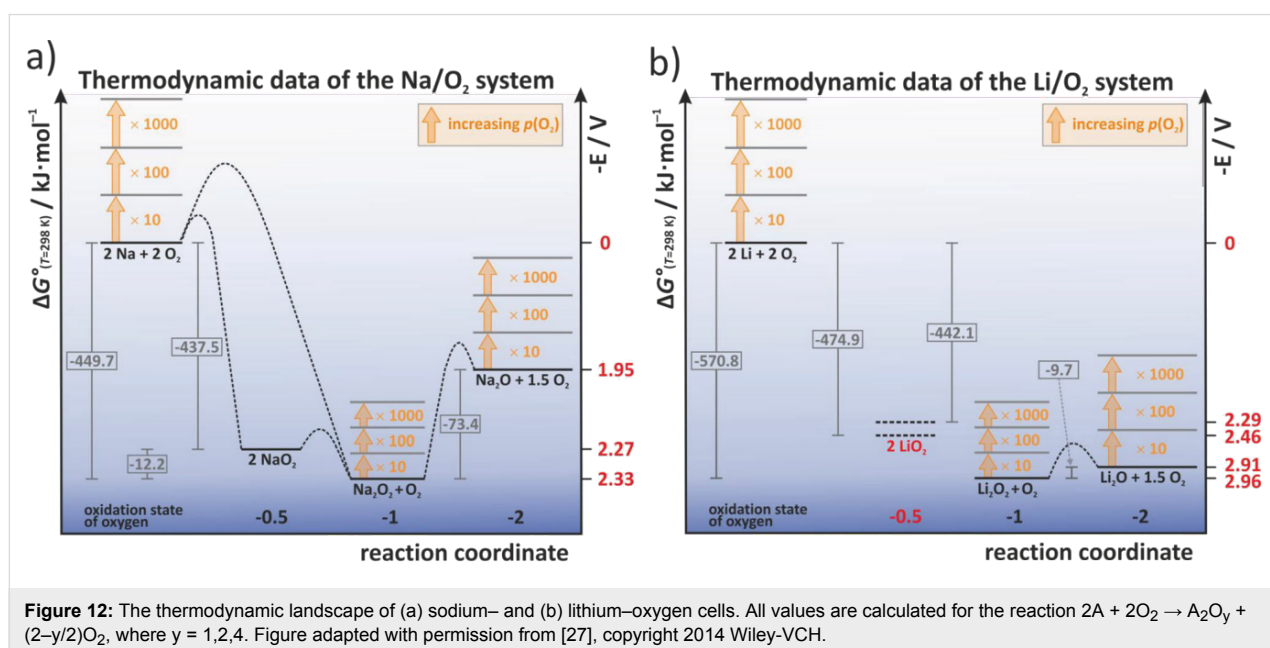 a)
Thermodynamic data of the Na/O₂ system
ΔG°(T=298 K) / kJ·mol⁻¹
-E / V
increasing p(O₂)
× 1000
× 100
× 10
2 Na + 2 O₂
0
× 1000
× 100
× 10
-449.7
-437.5
1.95
Na₂O + 1.5 O₂
× 1000
× 100
× 10
-73.4
-12.2
2 NaO₂
2.27
Na₂O₂ + O₂
2.33
oxidation state
of oxygen
-0.5
-1
-2
reaction coordinate
b)
Thermodynamic data of the Li/O₂ system
ΔG°(T=298 K) / kJ·mol⁻¹
-E / V
increasing p(O₂)
× 1000
× 100
× 10
2 Li + 2 O₂
0
-570.8
-474.9
-442.1
-9.7
× 1000
× 100
× 10
× 1000
× 100
× 10
2.29
2.46
2 LiO₂
2.91
Li₂O + 1.5 O₂
Li₂O₂ + O₂
2.96
oxidation state
of oxygen
-0.5
-1
-2
reaction coordinate
Figure 12: The thermodynamic landscape of (a) sodium– and (b) lithium–oxygen cells. All values are calculated for the reaction 2A + 2O₂ → A₂Oy +
(2–y/2)O₂, where y = 1,2,4. Figure adapted with permission from [27], copyright 2014 Wiley-VCH.